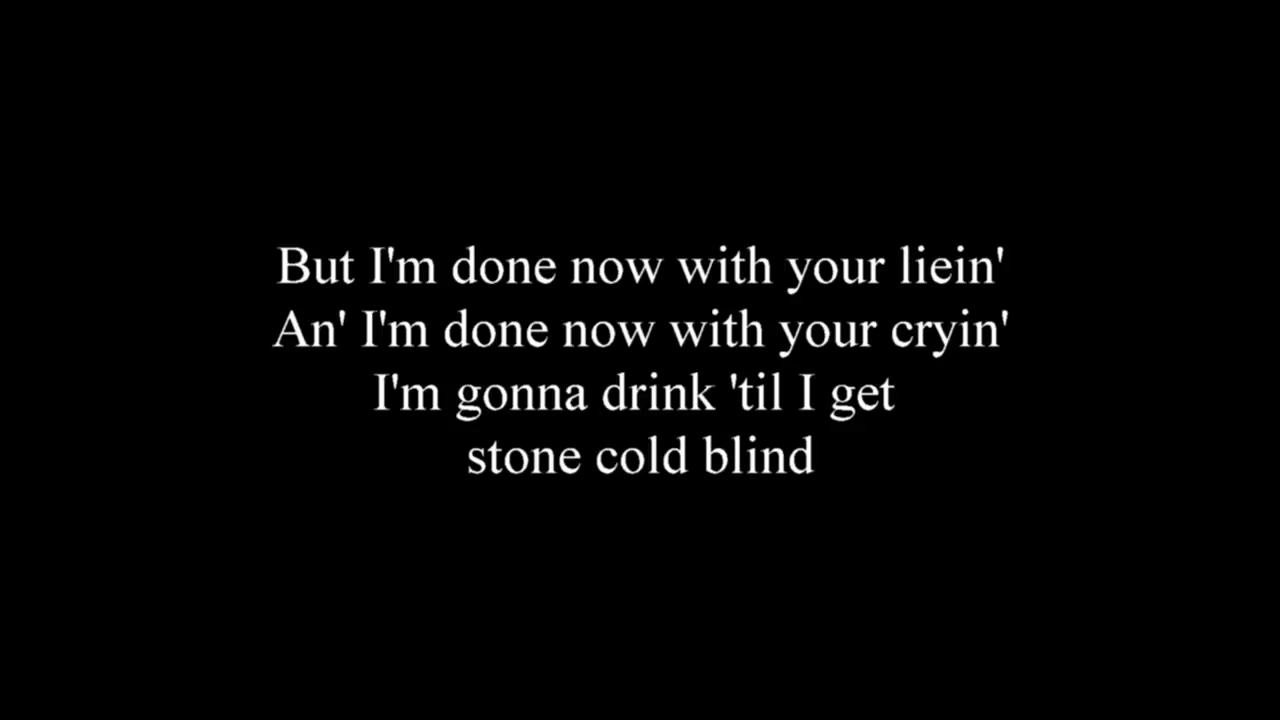 But I'm done now with your liein'
An' I'm done now with your cryin'
I'm gonna drink 'til I get
stone cold blind